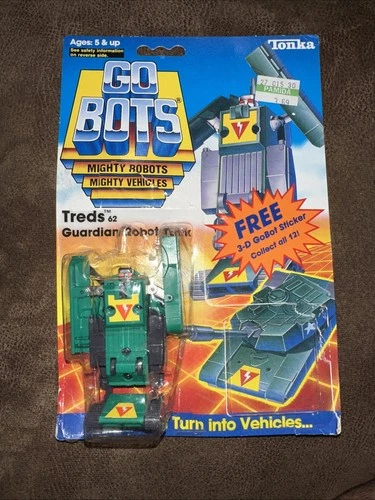 Ages: 5 & up
See safety information
on reverse side.
Tonka
GO
BOTS®
MIGHTY ROBOTS
MIGHTY VEHICLES
PAMIDA
Treds™ 62
Guardian Robot Tank
FREE
3-D GoBot Sticker
Collect all 12!
Turn into Vehicles...